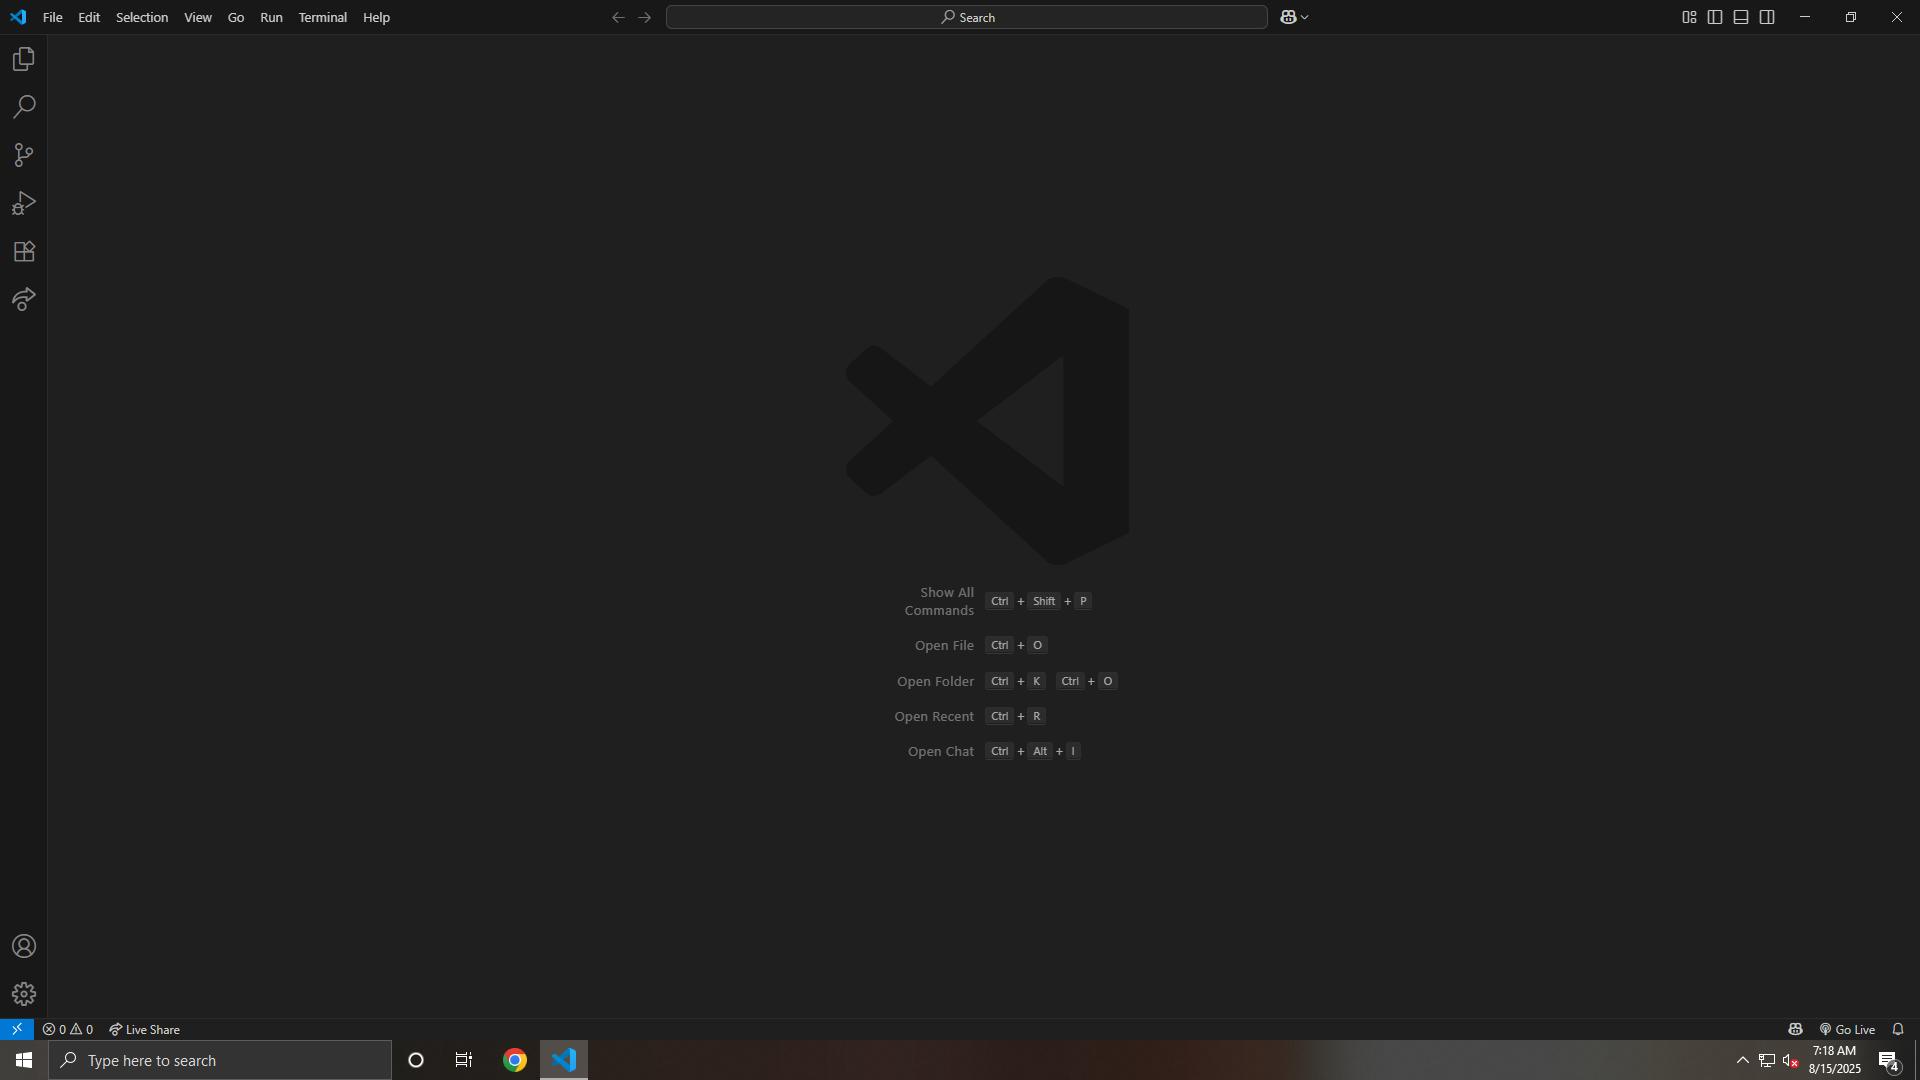 File Edit Selection View Go Run Terminal Help
Search
Show All
Commands
Ctrl + Shift + P
Open File Ctrl + O
Open Folder Ctrl + K Ctrl + O
Open Recent Ctrl + R
Open Chat Ctrl + Alt + I
0 0 Live Share
Go Live
Type here to search
7:18 AM
8/15/2025
4